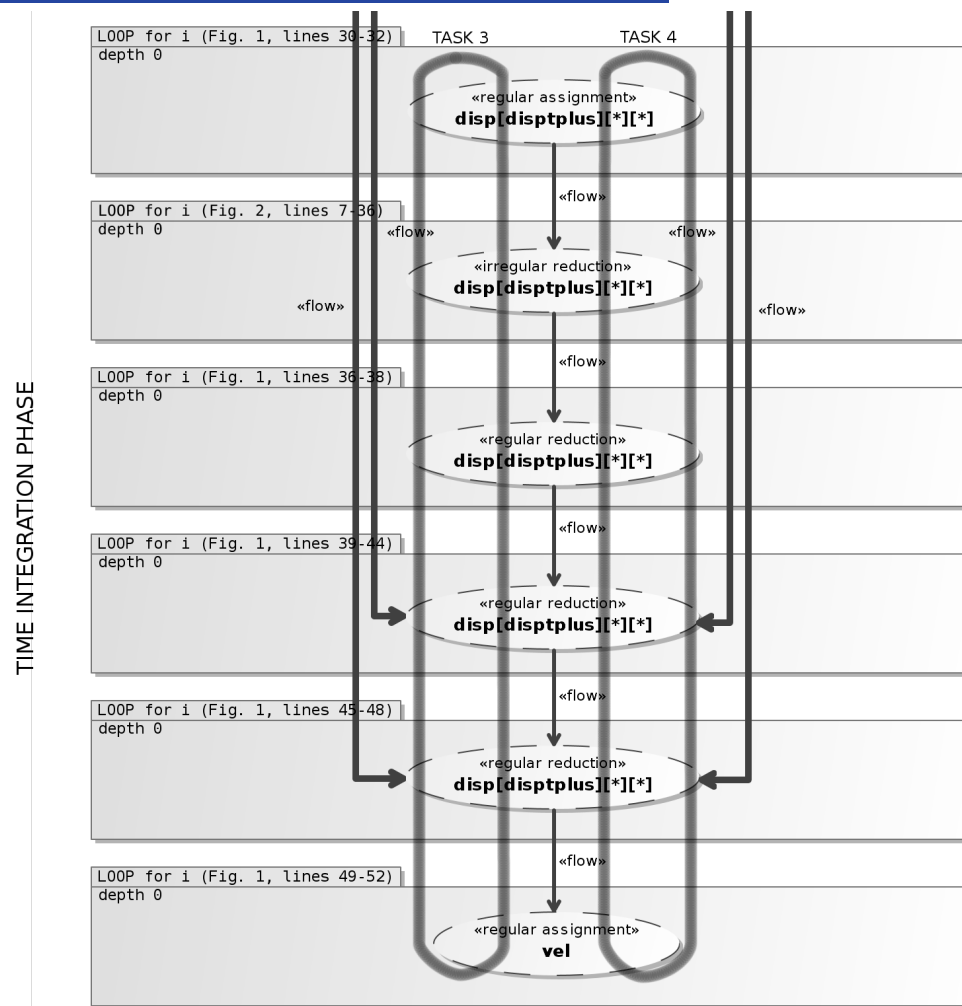 LOOP for i (Fig. 1, lines 30-32)
TASK 3
TASK 4
depth 0
«regular assignment»
disp[disptplus][*][*]
«flow»
LOOP for i (Fig. 2, lines 7-36)
depth 0
«flow»
«flow»
«irregular reduction»
disp[disptplus][*][*]
«flow»
«flow»
«flow»
LOOP for i (Fig. 1, lines 36-38)
depth 0
«regular reduction»
disp[disptplus][*][*]
«flow»
TIME INTEGRATION PHASE
LOOP for i (Fig. 1, lines 39-44)
depth 0
«regular reduction»
disp[disptplus][*][*]
«flow»
LOOP for i (Fig. 1, lines 45-48)
depth 0
«regular reduction»
disp[disptplus][*][*]
«flow»
LOOP for i (Fig. 1, lines 49-52)
depth 0
«regular assignment»
vel